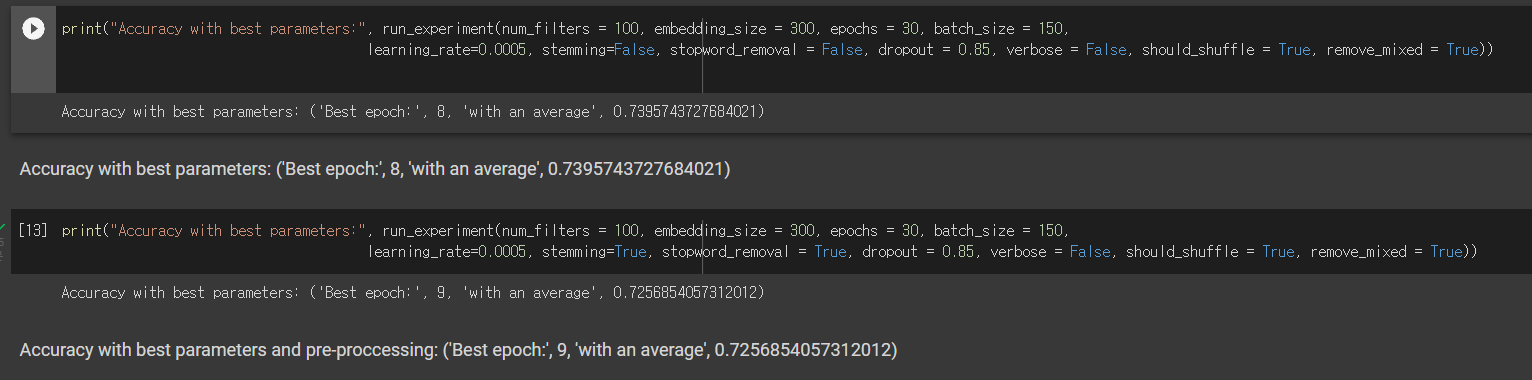 print("Accuracy with best parameters:", run_experiment(num_filters = 100, embedding_size = 300, epochs = 30, batch_size = 150,
learning_rate=0.0005, stemming=False, stopword_removal = False, dropout = 0.85, verbose = False, should_shuffle = True, remove_mixed = True))
Accuracy with best parameters: ('Best epoch:', 8, 'with an average', 0.7395743727684021)
Accuracy with best parameters: ('Best epoch:', 8, 'with an average', 0.7395743727684021)
[13] print("Accuracy with best parameters:", run_experiment(num_filters = 100, embedding_size = 300, epochs = 30, batch_size = 150,
learning_rate=0.0005, stemming=True, stopword_removal = True, dropout = 0.85, verbose = False, should_shuffle = True, remove_mixed = True))
Accuracy with best parameters: ('Best epoch:', 9, 'with an average', 0.7256854057312012)
Accuracy with best parameters and pre-proccessing: ('Best epoch:', 9, 'with an average', 0.7256854057312012)